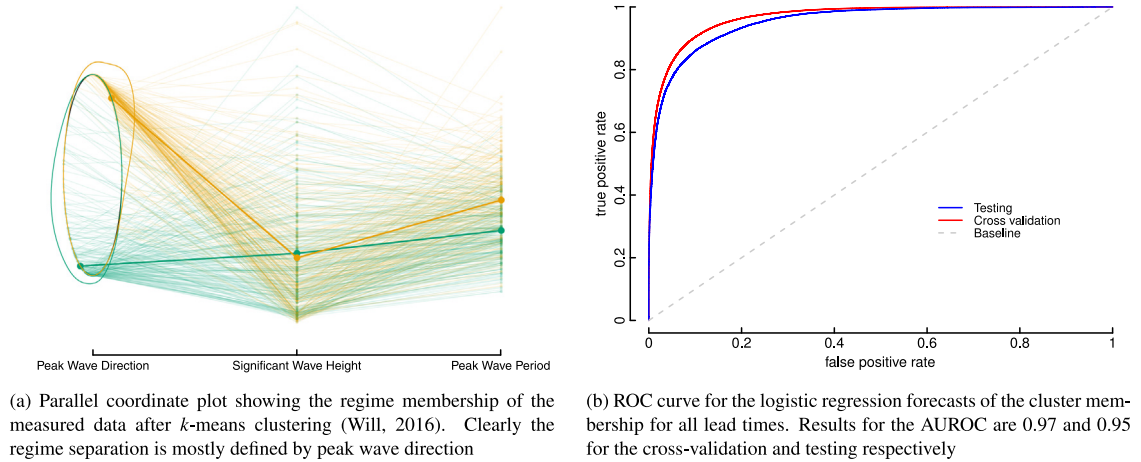 Peak Wave Direction
Significant Wave Height
Peak Wave Period
(a) Parallel coordinate plot showing the regime membership of the
measured data after k-means clustering (Will, 2016). Clearly the
regime separation is mostly defined by peak wave direction
true positive rate
1
0.8
0.6
0.4
0.2
0
Testing
Cross validation
Baseline
0
0.2
0.4
0.6
0.8
1
false positive rate
(b) ROC curve for the logistic regression forecasts of the cluster mem-
bership for all lead times. Results for the AUROC are 0.97 and 0.95
for the cross-validation and testing respectively